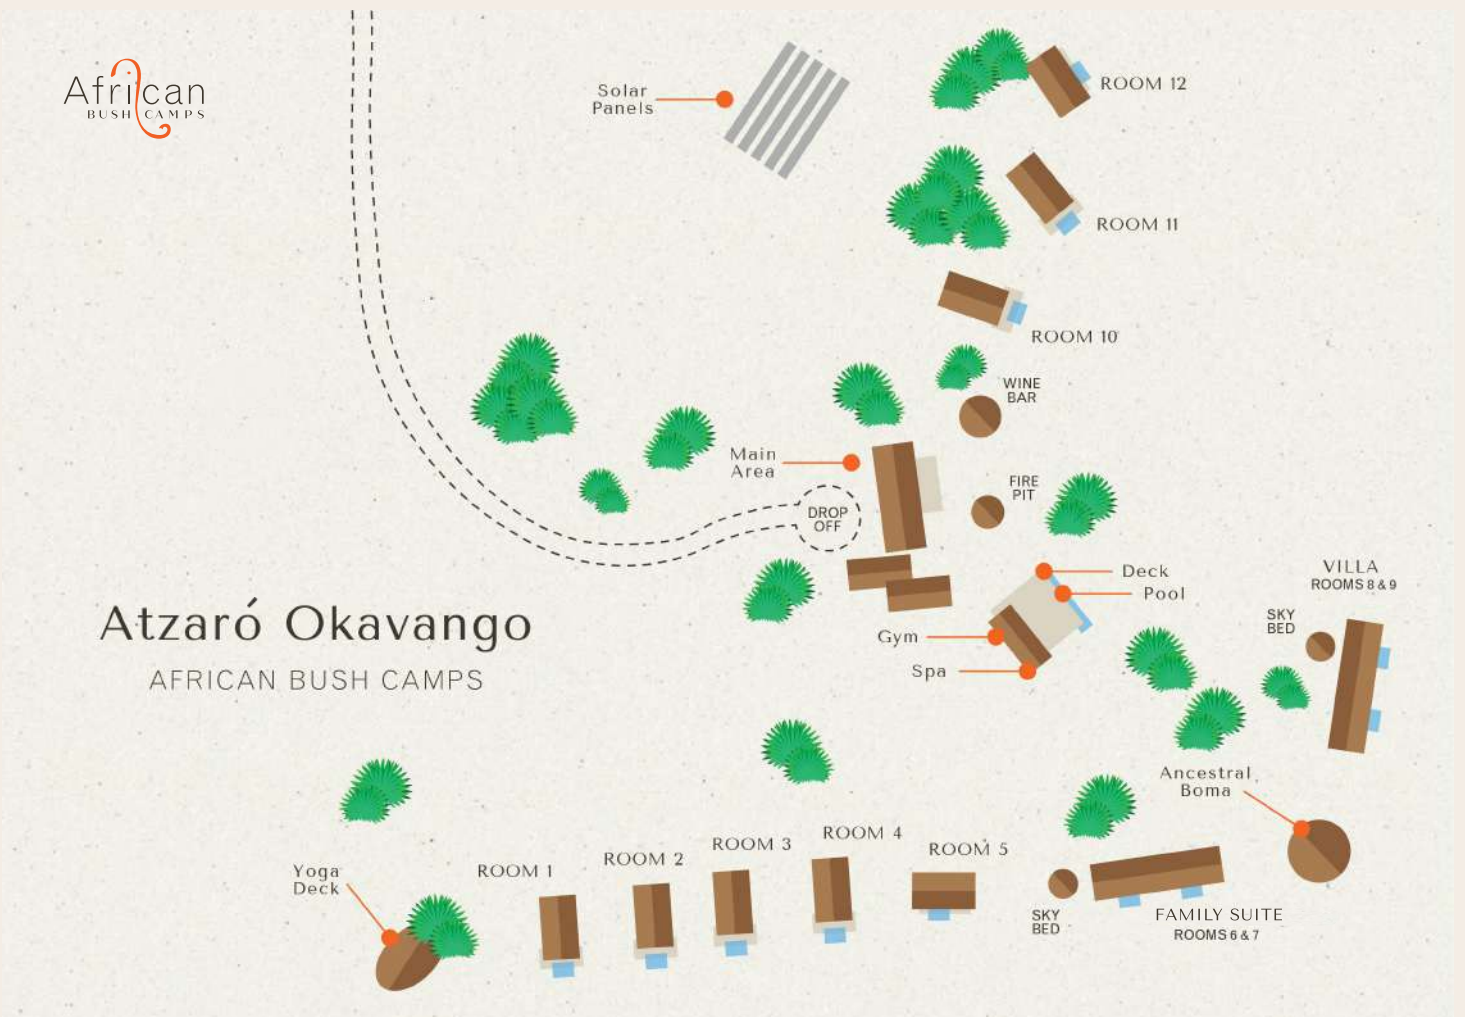 African
BUSH CAMPS
Solar
Panels
ROOM 12
ROOM 11
ROOM 10
WINE
BAR
Main
Area
FIRE
PIT
DROP
OFF
Deck
Pool
Gym
Spa
VILLA
ROOMS 8 & 9
SKY
BED
Atzaró Okavango
AFRICAN BUSH CAMPS
Ancestral
Boma
ROOM 1
ROOM 2
ROOM 3
ROOM 4
ROOM 5
Yoga
Deck
SKY
BED
FAMILY SUITE
ROOMS 6 & 7